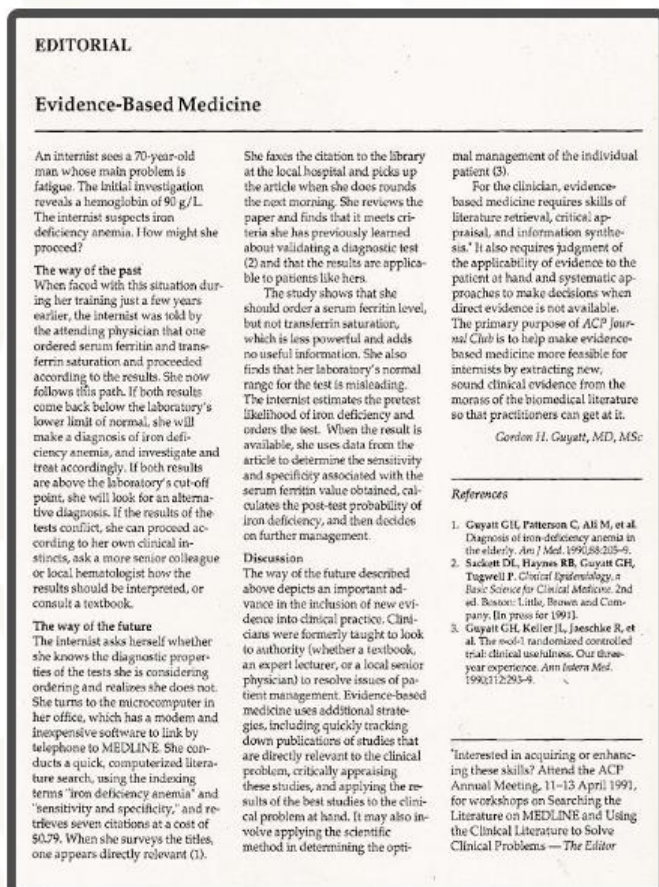 EDITORIAL
Evidence-Based Medicine
An internist sees a 70-year-old
man whose main problem is
fatigue. The initial investigation
reveals a hemoglobin of 90 g/L.
The internist suspects iron
deficiency anemia. How might she
proceed?
The way of the past
When faced with this situation dur-
ing her training just a few years
earlier, the internist was told by
the attending physician that one
ordered serum ferritin and trans-
ferrin saturation and proceeded
according to the results. She now
follows this path. If both results
come back below the laboratory's
lower limit of normal, she will
make a diagnosis of iron defi-
ciency anemia, and investigate and
treat accordingly. If both results
are above the laboratory's cut-off
point, she will look for an alterna-
tive diagnosis. If the results of the
tests conflict, she can proceed ac-
cording to her own clinical in-
stincts, ask a more senior colleague
or local hematologist how the
results should be interpreted, or
consult a textbook.
The way of the future
The internist asks herself whether
she knows the diagnostic proper-
ties of the tests she is considering
ordering and realizes she does not.
She turns to the microcomputer in
her office, which has a modem and
inexpensive software to link by
telephone to MEDLINE. She con-
ducts a quick, computerized litera-
ture search, using the indexing
terms "iron deficiency anemia" and
"sensitivity and specificity," and re-
trieves seven citations at a cost of
$0.79. When she surveys the titles,
one appears directly relevant (1).
She faxes the citation to the library
at the local hospital and picks up
the article when she does rounds
the next morning. She reviews the
paper and finds that it meets cri-
teria she has previously learned
about validating a diagnostic test
(2) and that the results are applica-
ble to patients like hers.
The study shows that she
should order a serum ferritin level,
but not transferrin saturation,
which is less powerful and adds
no useful information. She also
finds that her laboratory's normal
range for the test is misleading.
The internist estimates the pretest
likelihood of iron deficiency and
orders the test. When the result is
available, she uses data from the
article to determine the sensitivity
and specificity associated with the
serum ferritin value obtained, cal-
culates the post-test probability of
iron deficiency, and then decides
on further management.
Discussion
The way of the future described
above depicts an important ad-
vance in the inclusion of new evi-
dence into clinical practice. Clini-
cians were formerly taught to look
to authority (whether a textbook,
an expert lecturer, or a local senior
physician) to resolve issues of pa-
tient management. Evidence-based
medicine uses additional strate-
gies, including quickly tracking
down publications of studies that
are directly relevant to the clinical
problem, critically appraising
these studies, and applying the re-
sults of the best studies to the clini-
cal problem at hand. It may also in-
volve applying the scientific
method in determining the opti-
mal management of the individual
patient (3).
For the clinician, evidence-
based medicine requires skills of
literature retrieval, critical ap-
praisal, and information synthe-
sis.* It also requires judgment of
the applicability of evidence to the
patient at hand and systematic ap-
proaches to make decisions when
direct evidence is not available.
The primary purpose of ACP Jour-
nal Club is to help make evidence-
based medicine more feasible for
internists by extracting new,
sound clinical evidence from the
morass of the biomedical literature
so that practitioners can get at it.
Gordon H. Guyatt, MD, MSc
References
1. Guyatt GH, Patterson C, Ali M, et al.
Diagnosis of iron-deficiency anemia in
the elderly. Am J Med. 1990;88:205-9.
2. Sackett DL, Haynes RB, Guyatt GH,
Tugwell P. Clinical Epidemiology, a
Basic Science for Clinical Medicine. 2nd
ed. Boston: Little, Brown and Com-
pany. [In press for 1991].
3. Guyatt GH, Keller JL, Jaeschke R, et
al. The n-of-1 randomized controlled
trial: clinical usefulness. Our three-
year experience. Ann Intern Med.
1990;112:293-9.
*Interested in acquiring or enhanc-
ing these skills? Attend the ACP
Annual Meeting, 11-13 April 1991,
for workshops on Searching the
Literature on MEDLINE and Using
the Clinical Literature to Solve
Clinical Problems — The Editor